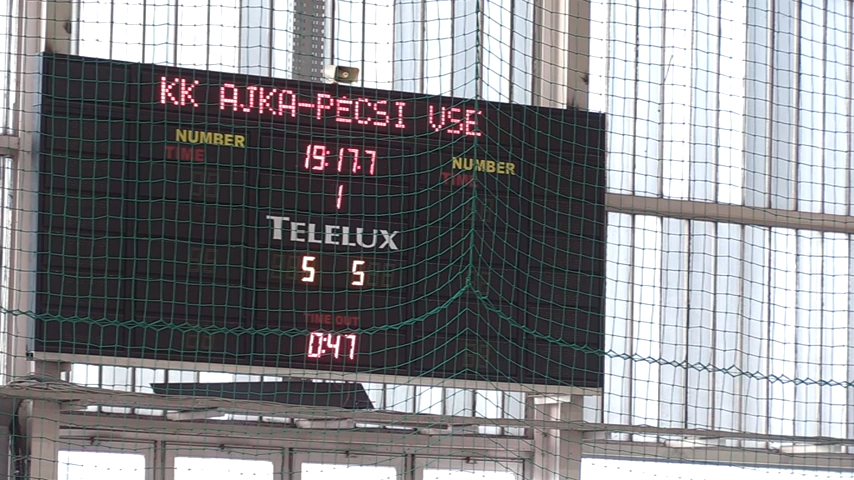 KK AJKA-PECSI VSE
NUMBER
TIME
19:17.7
NUMBER
TIME
1
TELELUX
5 5
TIME OUT
0:47